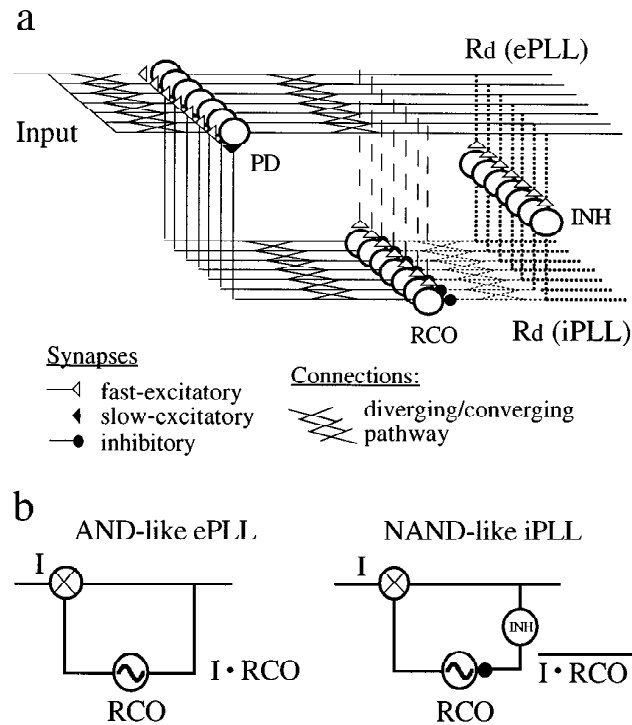 a
Rd (ePLL)
Input
PD
INH
RCO
Rd (iPLL)
Synapses
fast-excitatory
slow-excitatory
inhibitory
Connections:
diverging/converging
pathway
b
AND-like ePLL
NAND-like iPLL
I
I
INH
I • RCO
I • RCO
RCO
RCO